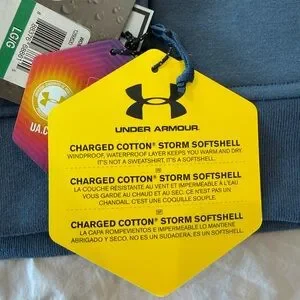 LG/G
UA.C
UNDER ARMOUR
CHARGED COTTON® STORM SOFTSHELL
WINDPROOF, WATERPROOF LAYER KEEPS YOU WARM AND DRY
IT'S NOT A SWEATSHIRT, IT'S A SOFTSHELL.
CHARGED COTTON® STORM SOFTSHELL
LA COUCHE RÉSISTANTE AU VENT ET IMPERMÉABLE À L'EAU
VOUS GARDE AU CHAUD ET AU SEC. CE N'EST PAS UN
CHANDAIL. C'EST UNE COQUILLE SOUPLE.
CHARGED COTTON® STORM SOFTSHELL
LA CAPA ROMPEVIENTOS E IMPERMEABLE LO MANTIENE
ABRIGADO Y SECO. NO ES UN SUDADERA, ES UN SOFTSHELL.